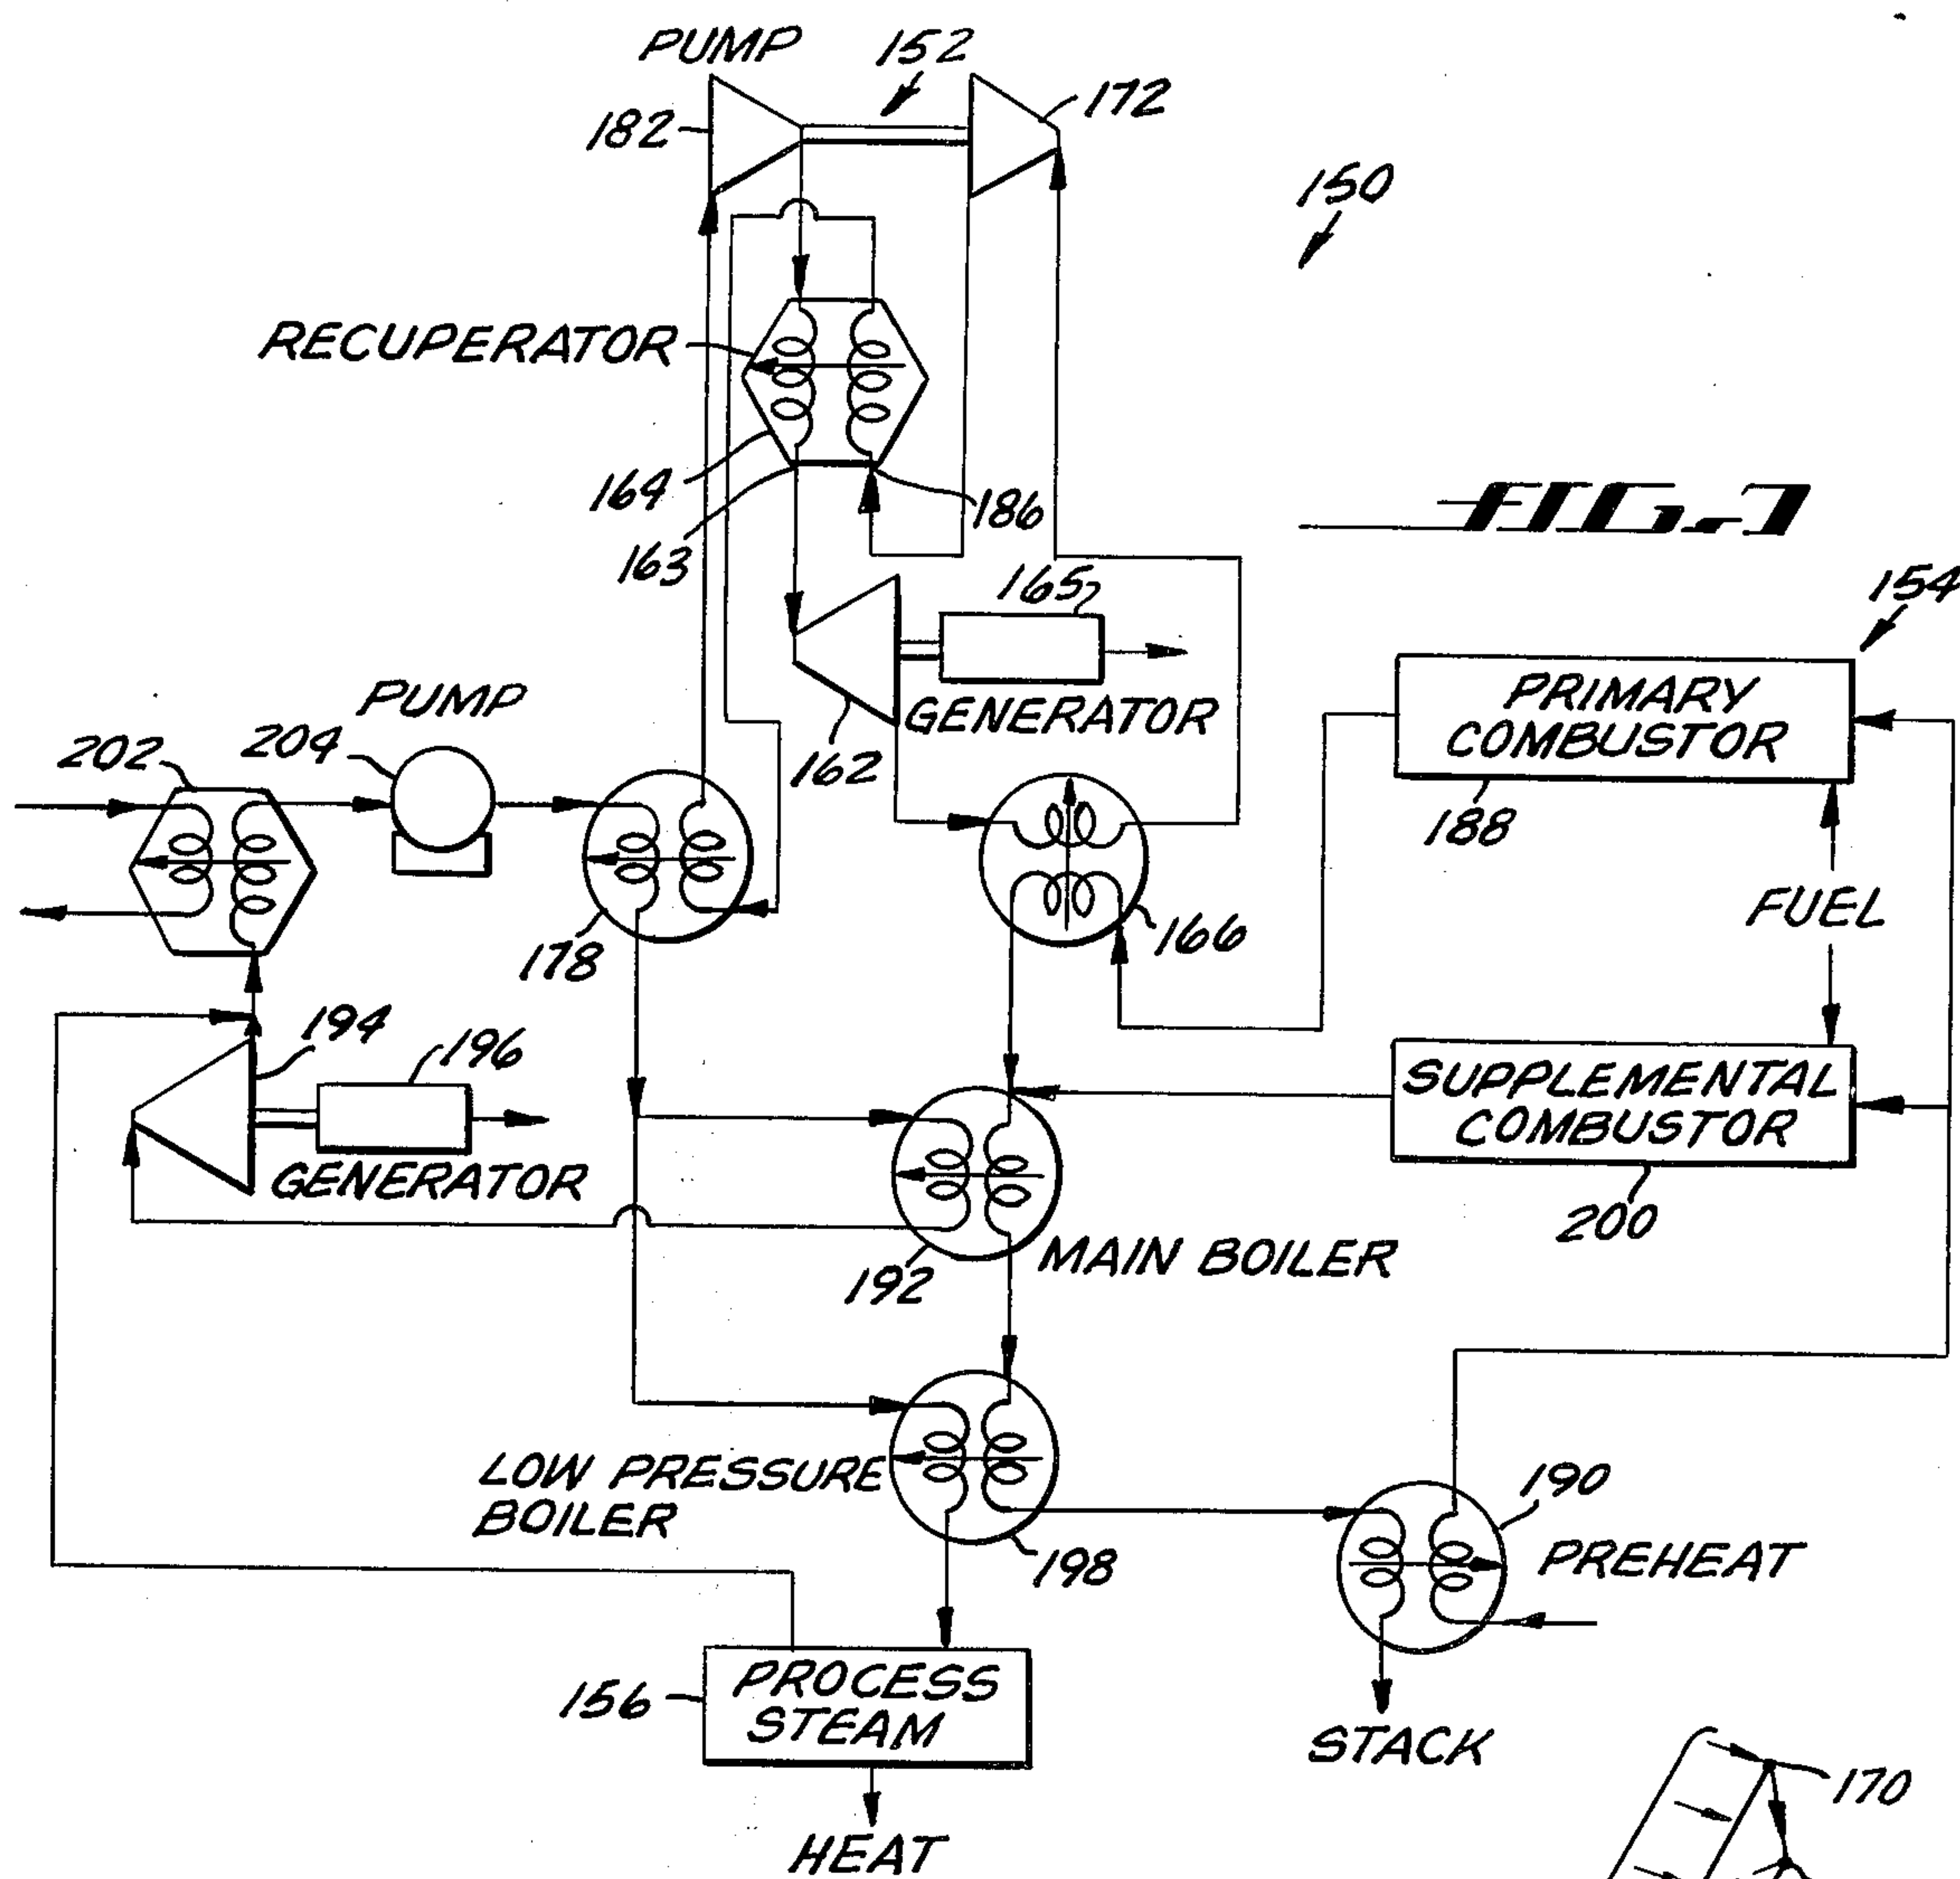 PUMP
152
182
172
150
RECUPERATOR
164
186
163
FIG.7
165
154
PRIMARY
COMBUSTOR
PUMP
GENERATOR
204
202
162
188
FUEL
178
166
194
196
SUPPLEMENTAL
COMBUSTOR
GENERATOR
200
MAIN BOILER
192
LOW PRESSURE
BOILER
190
PREHEAT
198
156
PROCESS
STEAM
STACK
170
HEAT